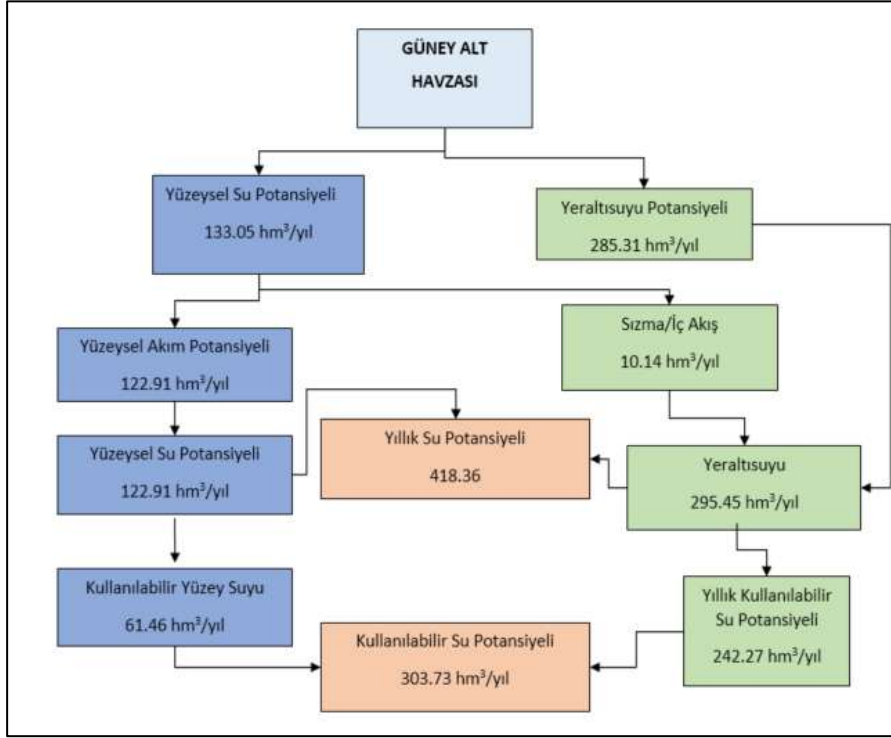 GÜNEY ALT
HAVZASI
Yüzeysel Su Potansiyeli
133.05 hm³/yıl
Yeraltısuyu Potansiyeli
285.31 hm³/yıl
Yüzeysel Akım Potansiyeli
122.91 hm³/yıl
Sızma/İç Akış
10.14 hm³/yıl
Yüzeysel Su Potansiyeli
122.91 hm³/yıl
Yıllık Su Potansiyeli
418.36
Yeraltısuyu
295.45 hm³/yıl
Kullanılabilir Yüzey Suyu
61.46 hm³/yıl
Kullanılabilir Su Potansiyeli
303.73 hm³/yıl
Yıllık Kullanılabilir
Su Potansiyeli
242.27 hm³/yıl